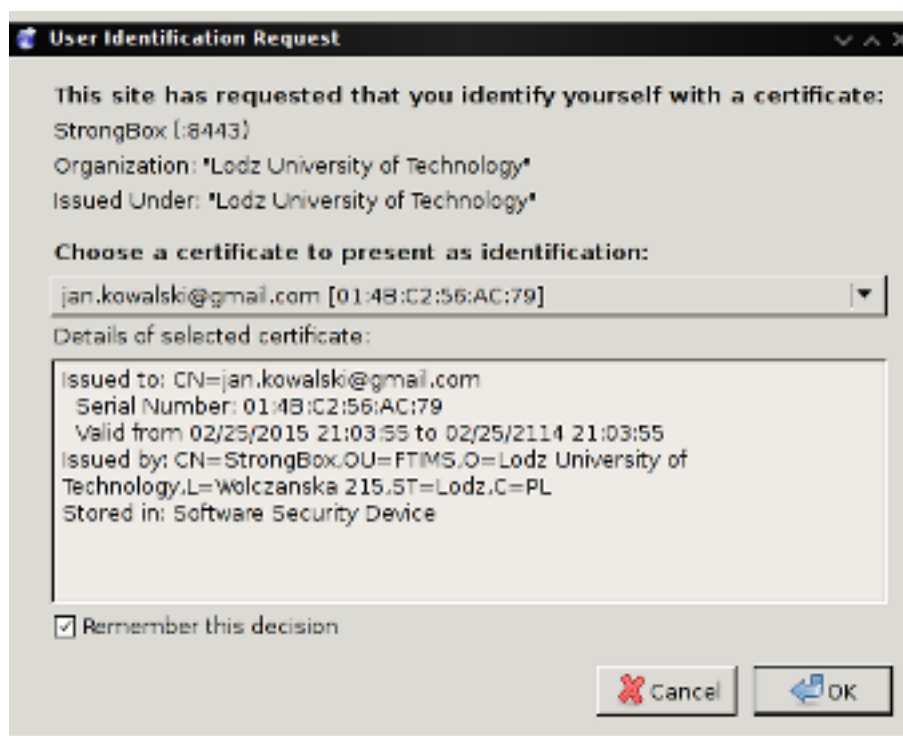 User Identification Request
This site has requested that you identify yourself with a certificate:
StrongBox (:8443)
Organization: "Lodz University of Technology"
Issued Under: "Lodz University of Technology"
Choose a certificate to present as identification:
jan.kowalski@gmail.com [01:4B:C2:56:AC:79]
Details of selected certificate:
Issued to: CN=jan.kowalski@gmail.com
Serial Number: 01:4B:C2:56:AC:79
Valid from 02/25/2015 21:03:55 to 02/25/2114 21:03:55
Issued by: CN=StrongBox,OU=FTIMS,O=Lodz University of
Technology,L=Wolczanska 215,ST=Lodz,C=PL
Stored in: Software Security Device
Remember this decision
Cancel OK